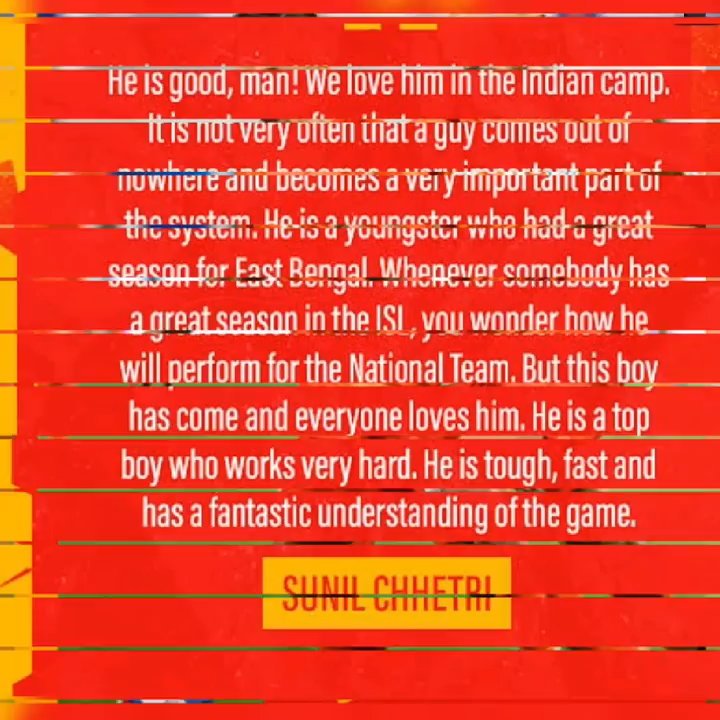 He is good, man! We love him in the Indian camp.
It is not very often that a guy comes out of
nowhere and becomes a very important part of
the system. He is a youngster who had a great
season for East Bengal. Whenever somebody has
a great season in the ISL, you wonder how he
will perform for the National Team. But this boy
has come and everyone loves him. He is a top
boy who works very hard. He is tough, fast and
has a fantastic understanding of the game.
SUNIL CHHETRI